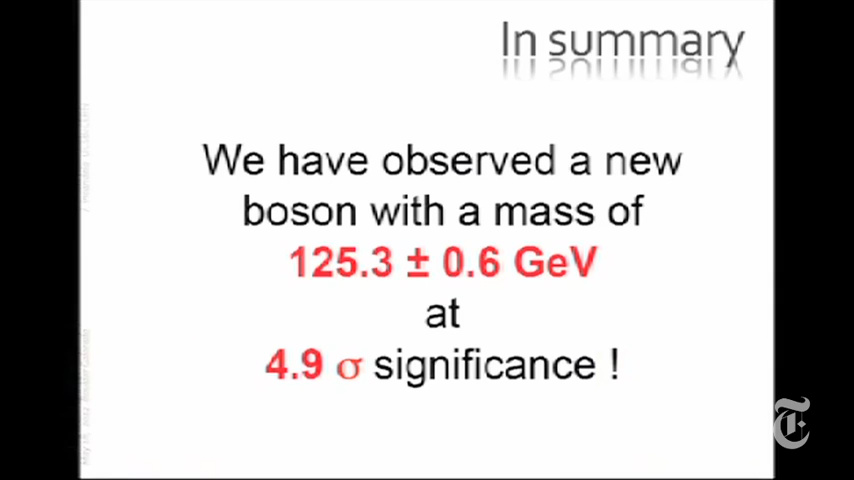 In summary
We have observed a new
boson with a mass of
125.3 ± 0.6 GeV
at
4.9 σ significance !
T